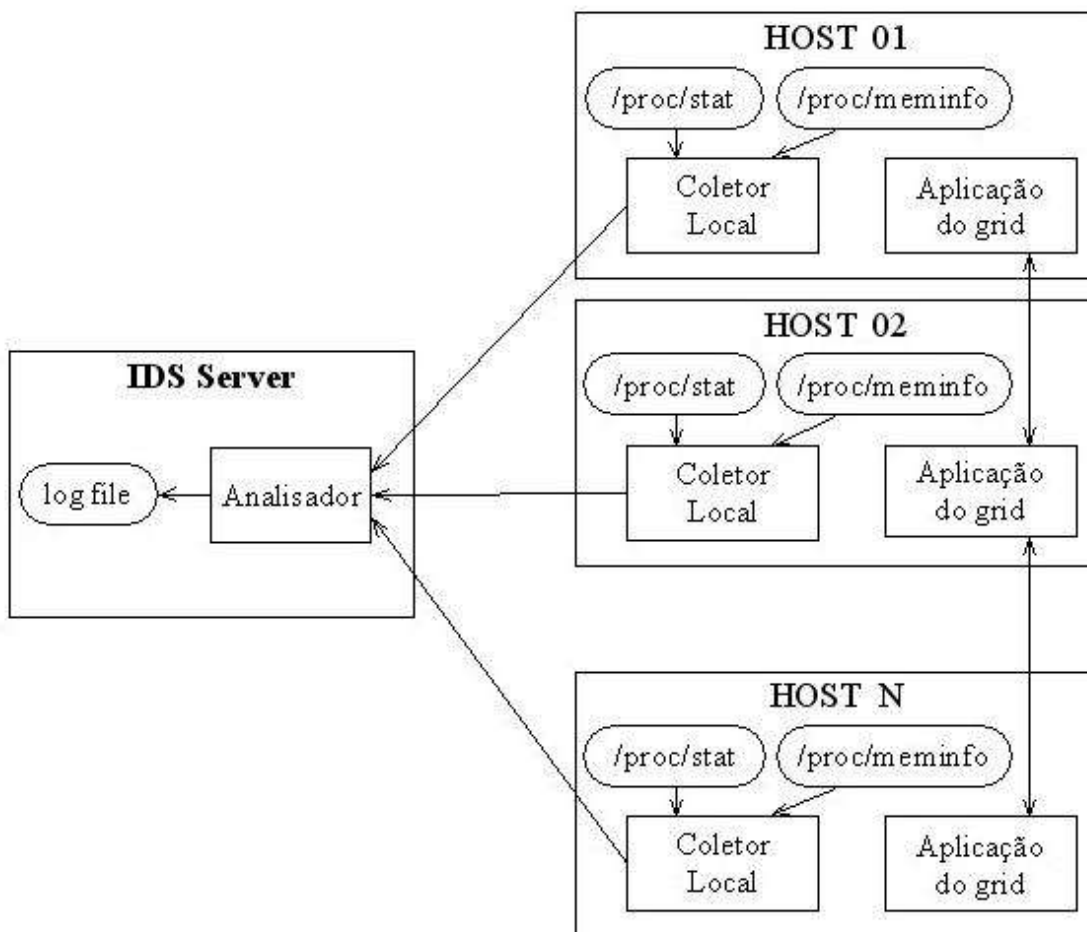 HOST 01
/proc/stat
/proc/meminfo
Coletor
Local
Aplicação
do grid
HOST 02
/proc/stat
/proc/meminfo
Coletor
Local
Aplicação
do grid
IDS Server
log file
Analisador
HOST N
/proc/stat
/proc/meminfo
Coletor
Local
Aplicação
do grid